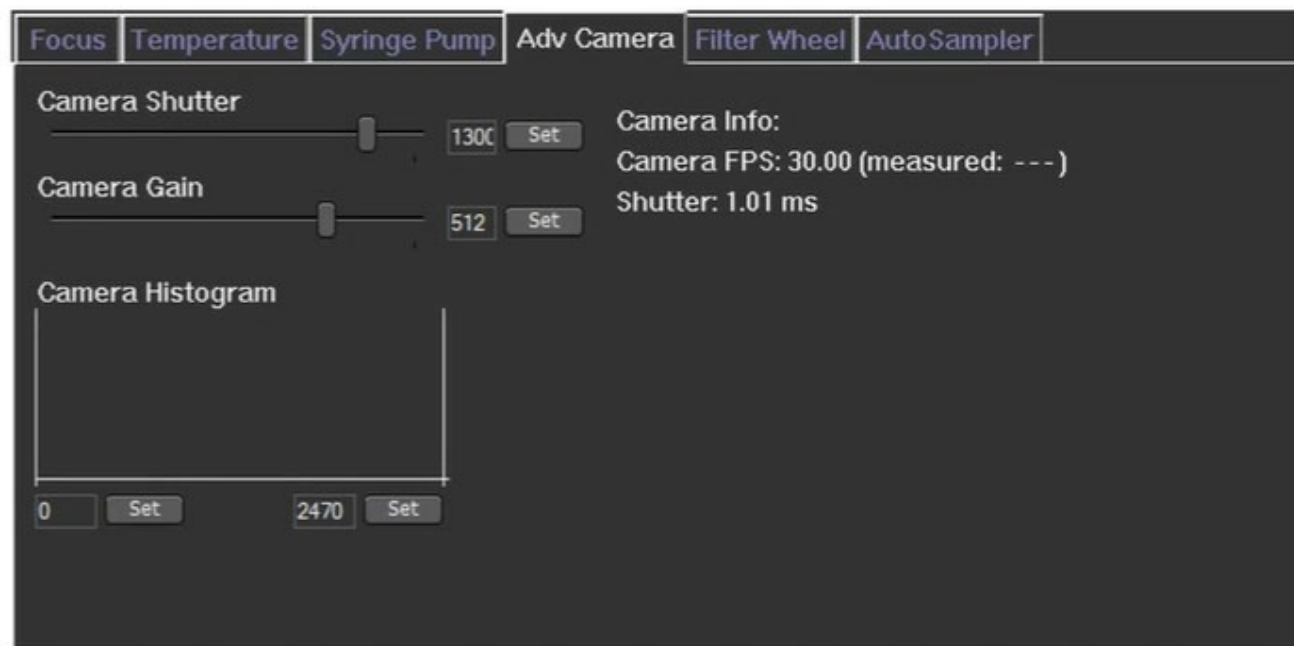 Focus Temperature Syringe Pump Adv Camera Filter Wheel AutoSampler
Camera Shutter
1300 Set
Camera Gain
512 Set
Camera Info:
Camera FPS: 30.00 (measured: ---)
Shutter: 1.01 ms
Camera Histogram
0 Set 2470 Set